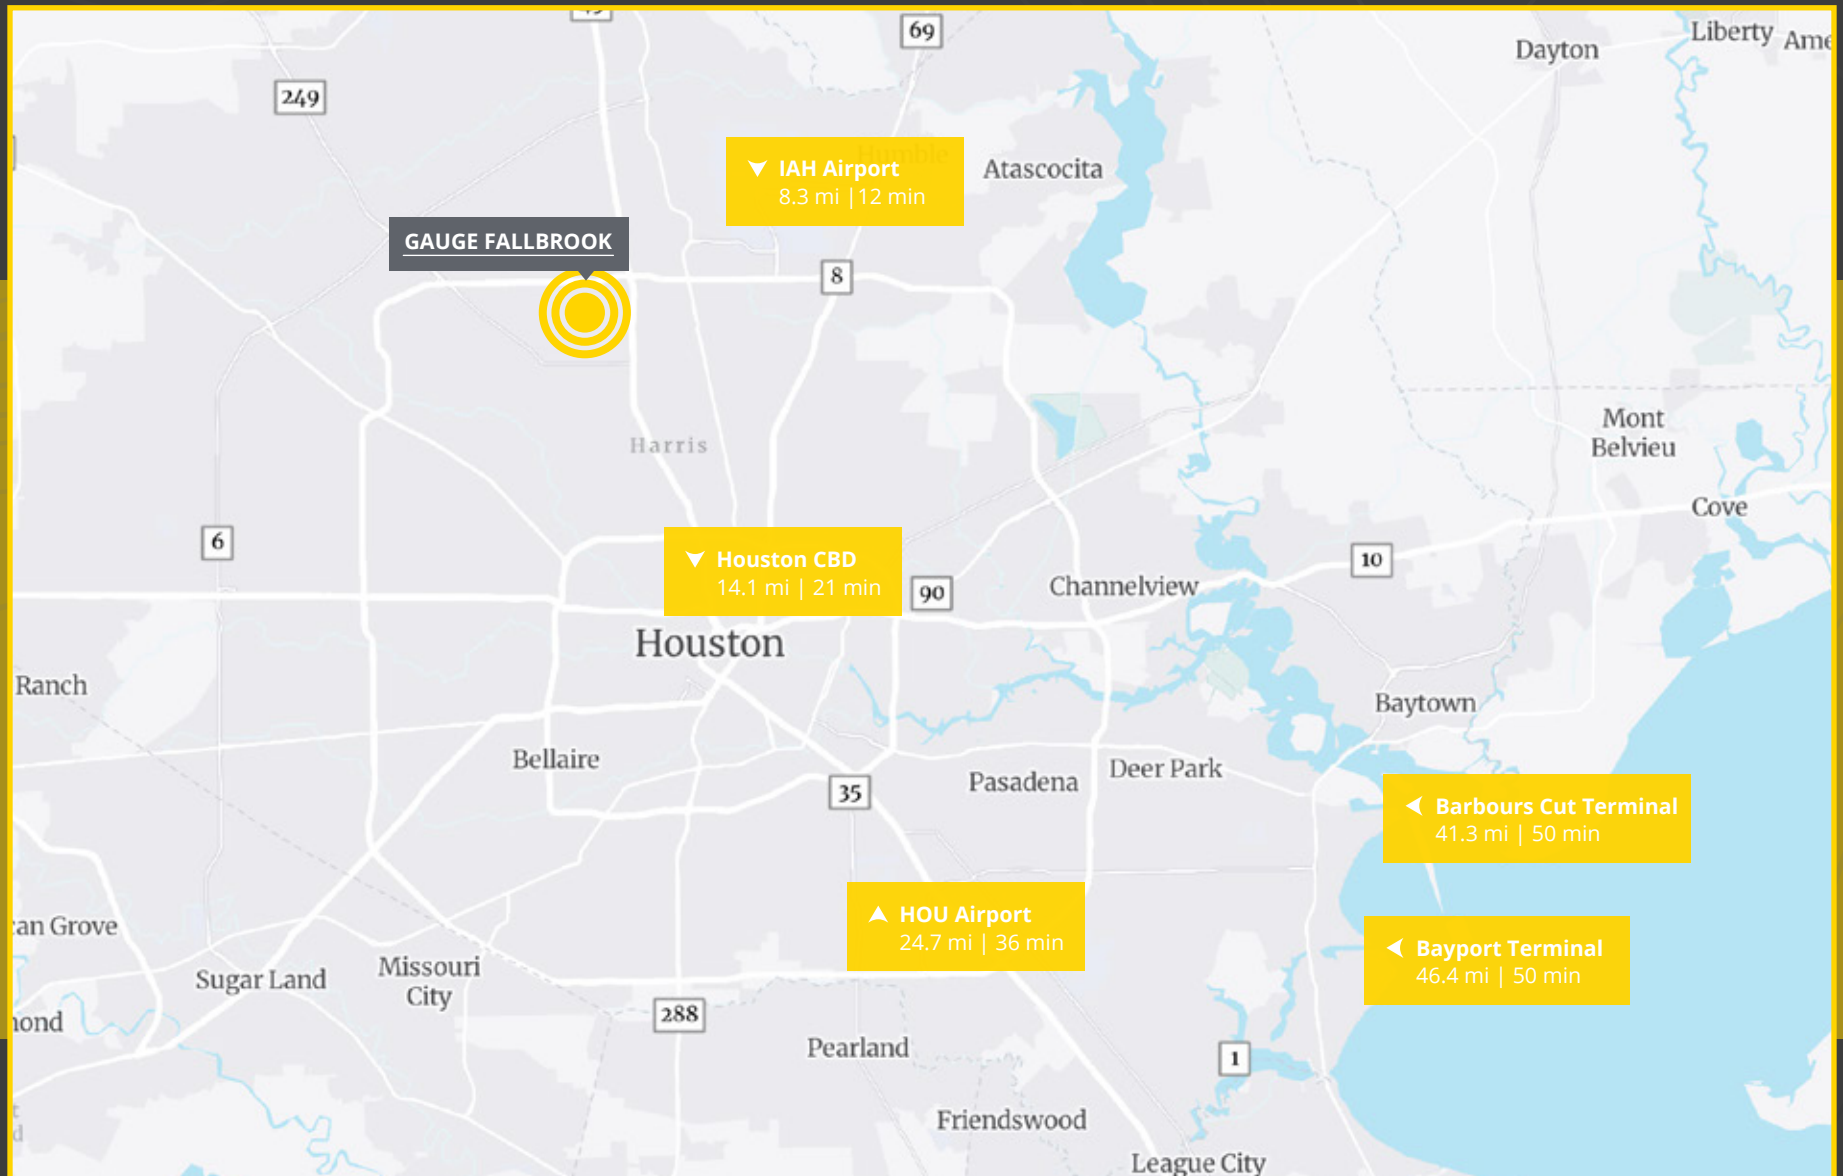 69
Liberty
Dayton
249
Humble
IAH Airport
8.3 mi | 12 min
Atascocita
GAUGE FALLBROOK
8
Harris
Mont
Belvieu
Cove
6
Houston CBD
14.1 mi | 21 min
10
90
Channelview
Houston
Ranch
Baytown
Bellaire
Pasadena
Deer Park
35
Barbours Cut Terminal
41.3 mi | 50 min
HOU Airport
24.7 mi | 36 min
Grove
Bayport Terminal
46.4 mi | 50 min
Sugar Land
Missouri
City
288
Pearland
1
Friendswood
League City